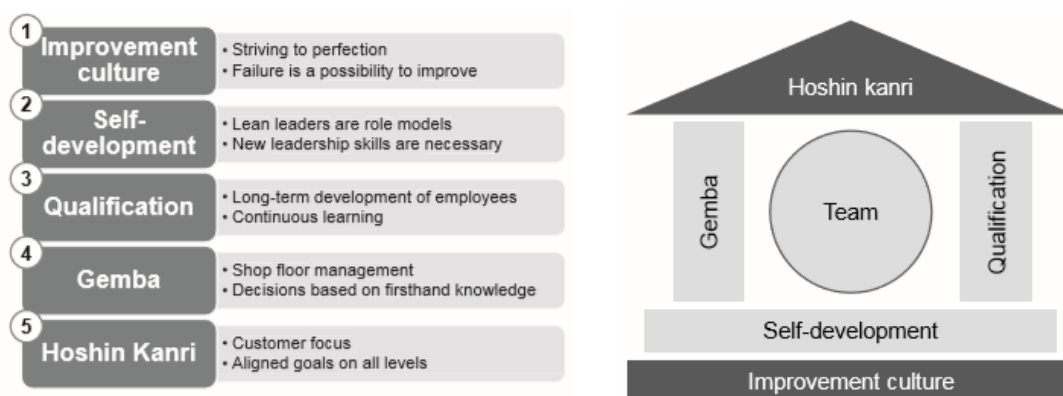 1
Improvement
culture
• Striving to perfection
• Failure is a possibility to improve
2
Self-
development
• Lean leaders are role models
• New leadership skills are necessary
3
Qualification
• Long-term development of employees
• Continuous learning
4
Gemba
• Shop floor management
• Decisions based on firsthand knowledge
5
Hoshin Kanri
• Customer focus
• Aligned goals on all levels
Hoshin kanri
Gemba
Team
Qualification
Self-development
Improvement culture